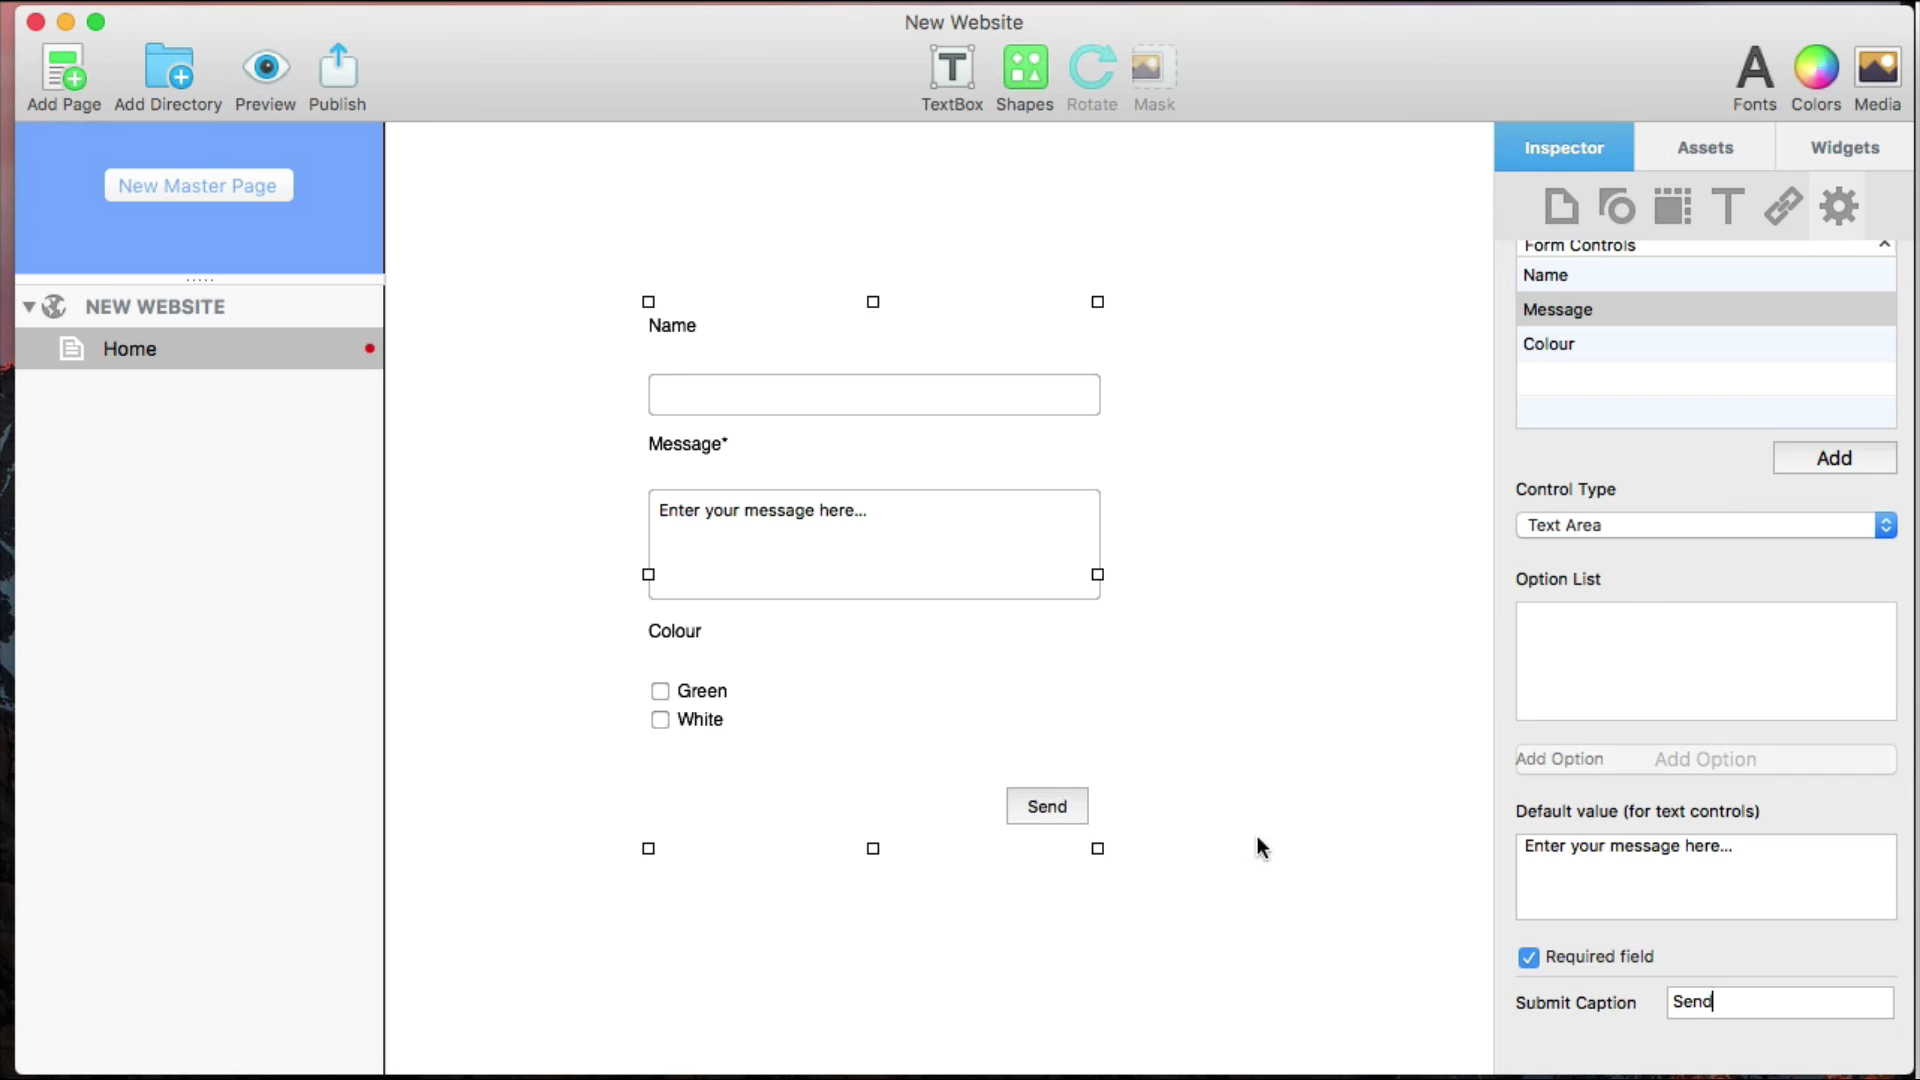 New Website
Add Page
Add Directory
Preview
Publish
T
TextBox
Shapes
Rotate
Mask
A
Fonts
Colors
Media
New Master Page
NEW WEBSITE
Home
Name
Message*
Enter your message here...
Colour
Green
White
Send
Inspector
Assets
Widgets
T
Form Controls
Name
Message
Colour
Add
Control Type
Text Area
Option List
Add Option
Add Option
Default value (for text controls)
Enter your message here...
Required field
Submit Caption
Send